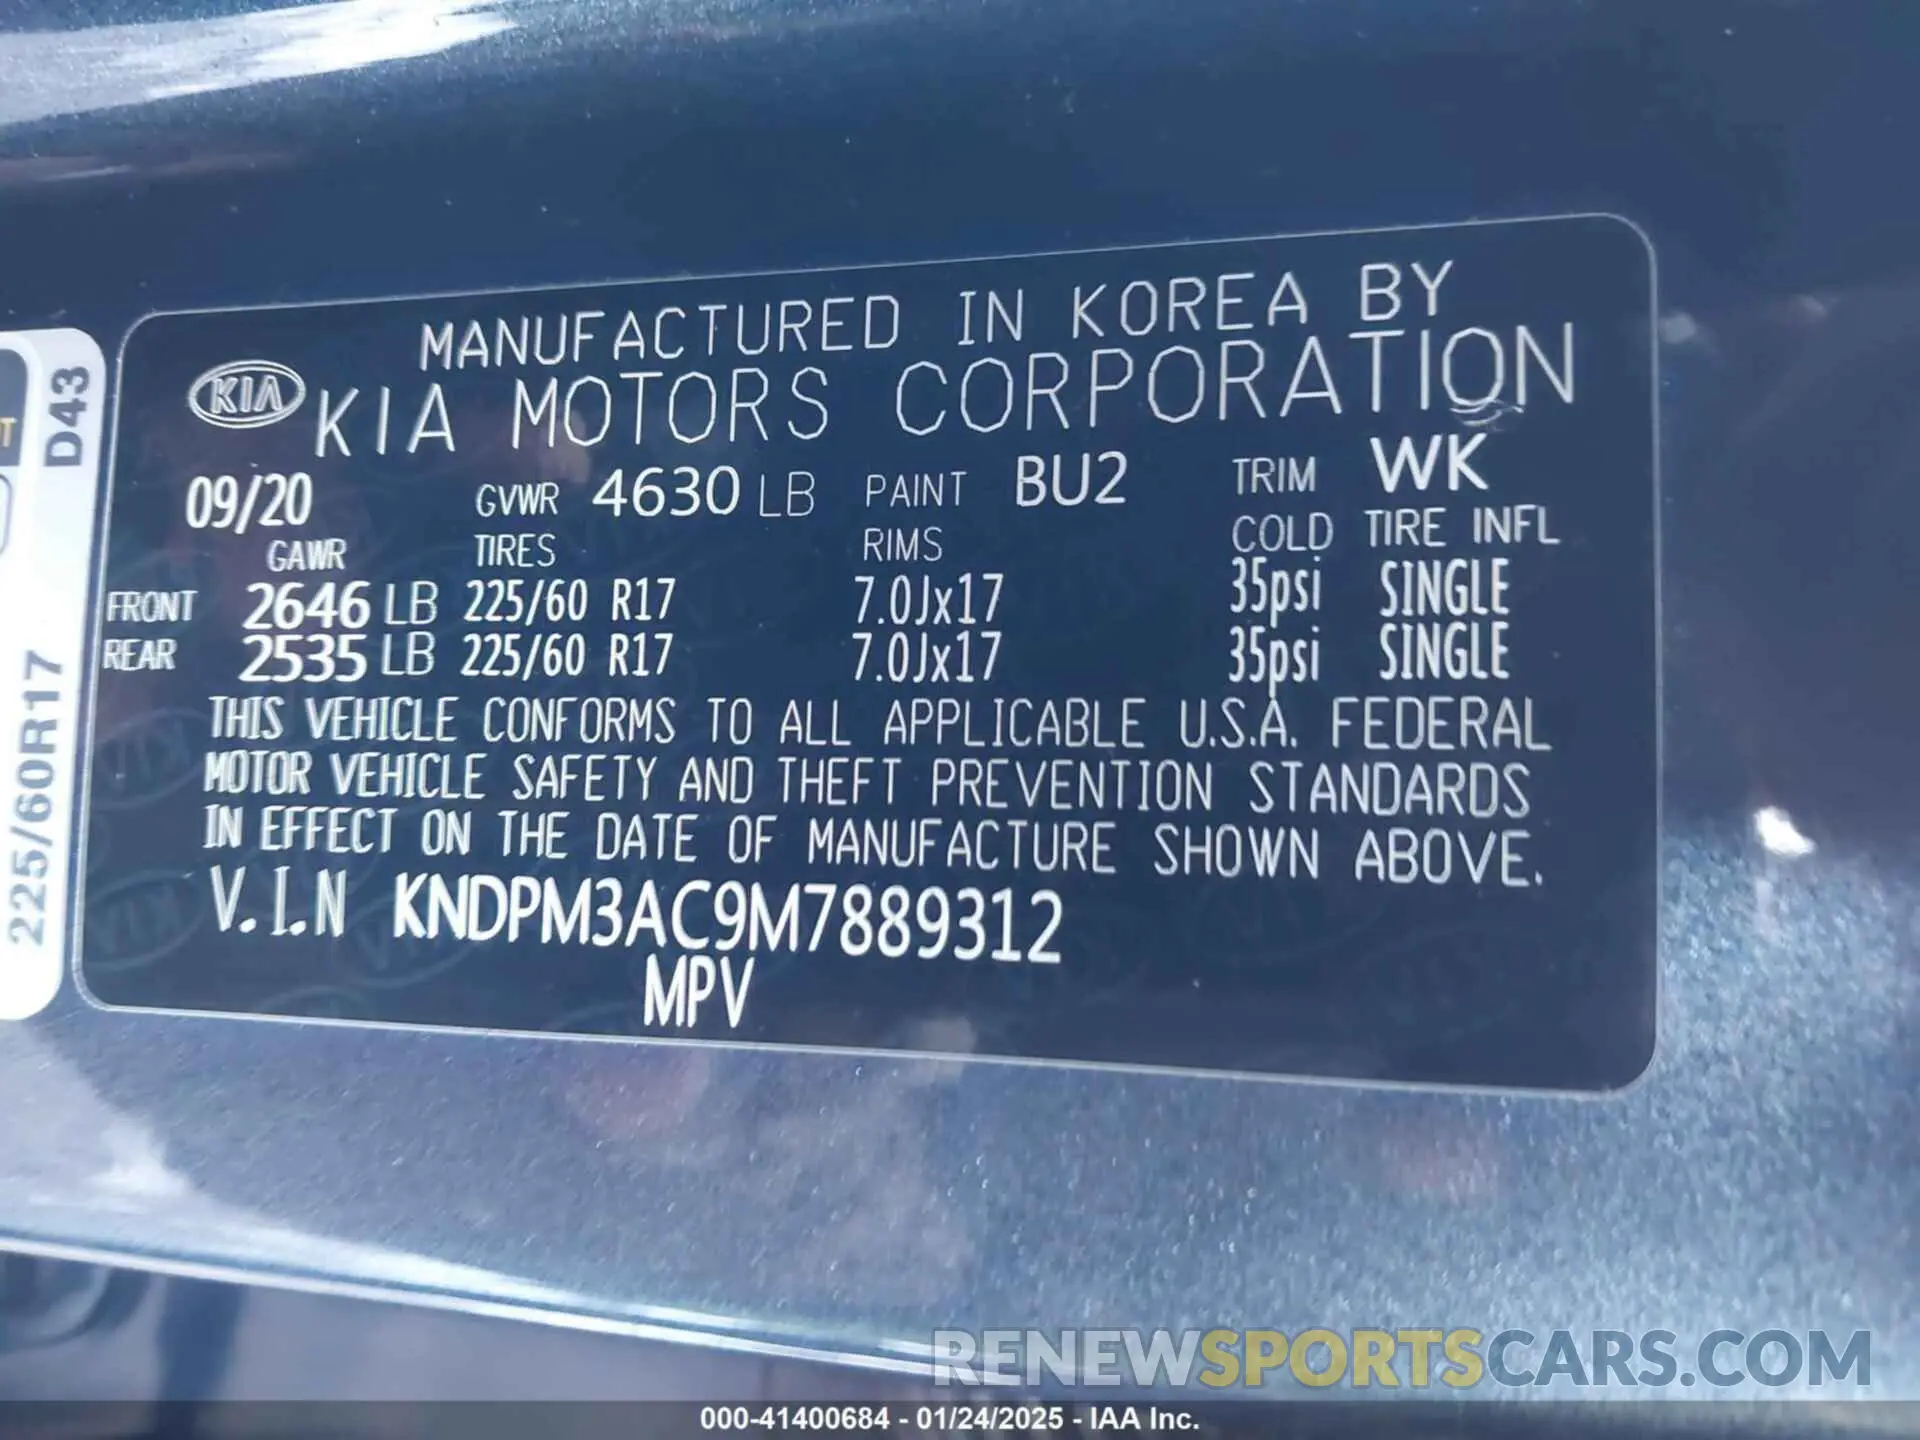 MANUFACTURED IN KOREA BY
KIA KIA MOTORS CORPORATION
09/20 GVWR 4630 LB PAINT BU2 TRIM WK
GAWR TIRES RIMS COLD TIRE INFL
FRONT 2646 LB 225/60 R17 7.0Jx17 35psi SINGLE
REAR 2535 LB 225/60 R17 7.0Jx17 35psi SINGLE
THIS VEHICLE CONFORMS TO ALL APPLICABLE U.S.A. FEDERAL
MOTOR VEHICLE SAFETY AND THEFT PREVENTION STANDARDS
IN EFFECT ON THE DATE OF MANUFACTURE SHOWN ABOVE.
V.I.N KNDPM3AC9M7889312
MPV
225/60R17 D43
RENEWSPORTSCARS.COM
000-41400684 - 01/24/2025 - IAA Inc.